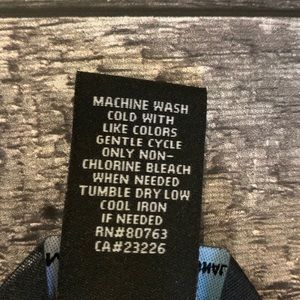 MACHINE WASH
COLD WITH
LIKE COLORS
GENTLE CYCLE
ONLY NON-
CHLORINE BLEACH
WHEN NEEDED
TUMBLE DRY LOW
COOL IRON
IF NEEDED
RN#80763
CA#23226